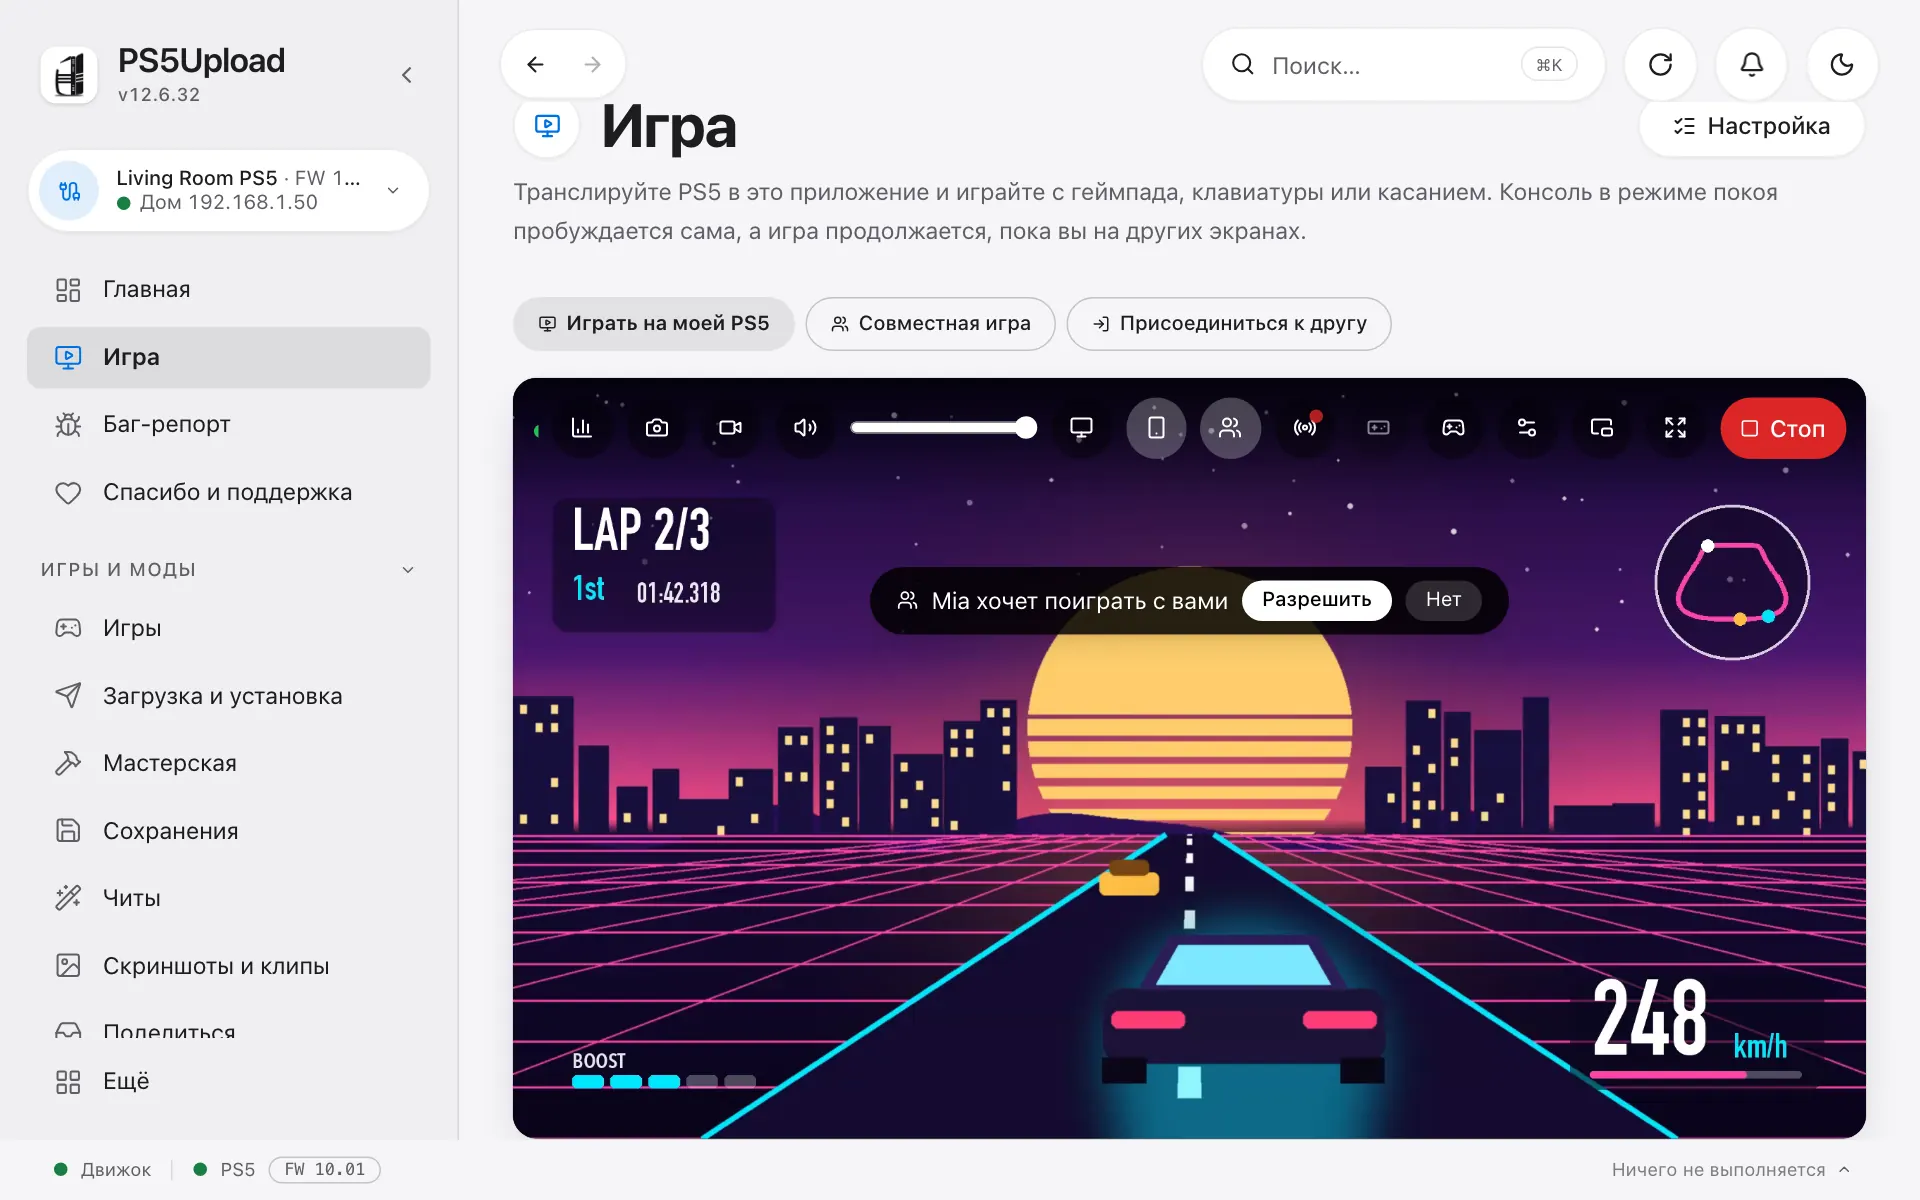 PS5Upload
v12.6.32
Living Room PS5 · FW 1...
Дом 192.168.1.50
Главная
Игра
Баг-репорт
Спасибо и поддержка
ИГРЫ И МОДЫ
Игры
Загрузка и установка
Мастерская
Сохранения
Читы
Скриншоты и клипы
Поделиться
Ещё
Поиск...
⌘K
Игра
Настройка
Транслируйте PS5 в это приложение и играйте с геймпада, клавиатуры или касанием. Консоль в режиме покоя
пробуждается сама, а игра продолжается, пока вы на других экранах.
Играть на моей PS5
Совместная игра
Присоединиться к другу
Стоп
LAP 2/3
1st 01:42.318
Mia хочет поиграть с вами
Разрешить
Нет
BOOST
248 km/h
Движок
PS5
FW 10.01
Ничего не выполняется